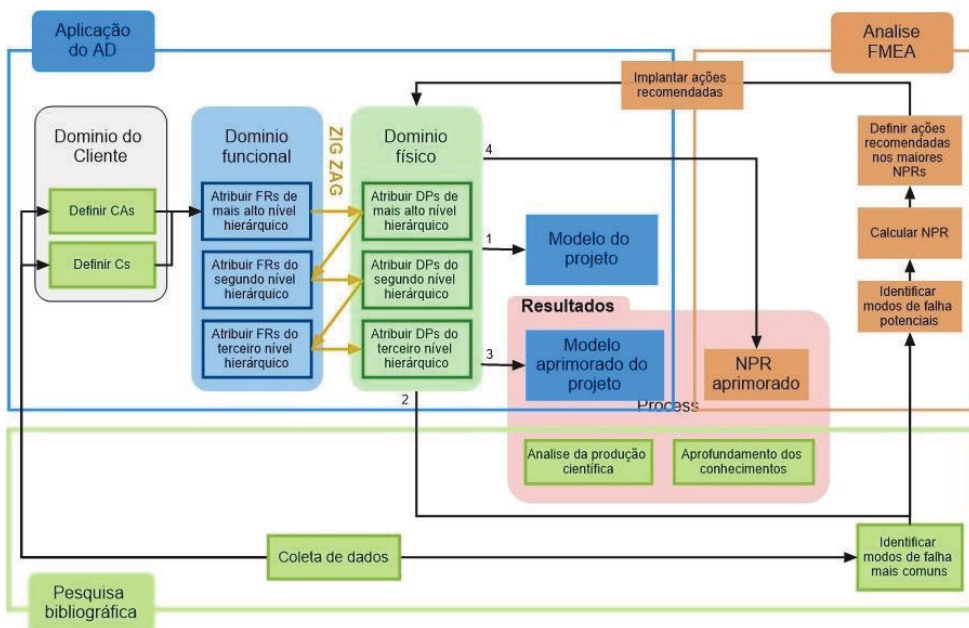 Aplicação
do AD
Analise
FMEA
Implantar ações
recomendadas
Dominio do
Cliente
Definir CAs
Definir Cs
Dominio
funcional
Atribuir FRs de
mais alto nível
hierárquico
Atribuir FRs do
segundo nível
hierárquico
Atribuir FRs do
terceiro nível
hierárquico
ZIG ZAG
Dominio
físico
Atribuir DPs de
mais alto nível
hierárquico
Atribuir DPs do
segundo nível
hierárquico
Atribuir DPs do
terceiro nível
hierárquico
4
1
3
2
Modelo do
projeto
Resultados
Modelo
aprimorado do
projeto
NPR
aprimorado
Process
Analise da produção
científica
Aprofundamento dos
conhecimentos
Definir ações
recomendadas
nos maiores
NPRs
Calcular NPR
Identificar
modos de falha
potenciais
Coleta de dados
Identificar
modos de falha
mais comuns
Pesquisa
bibliográfica